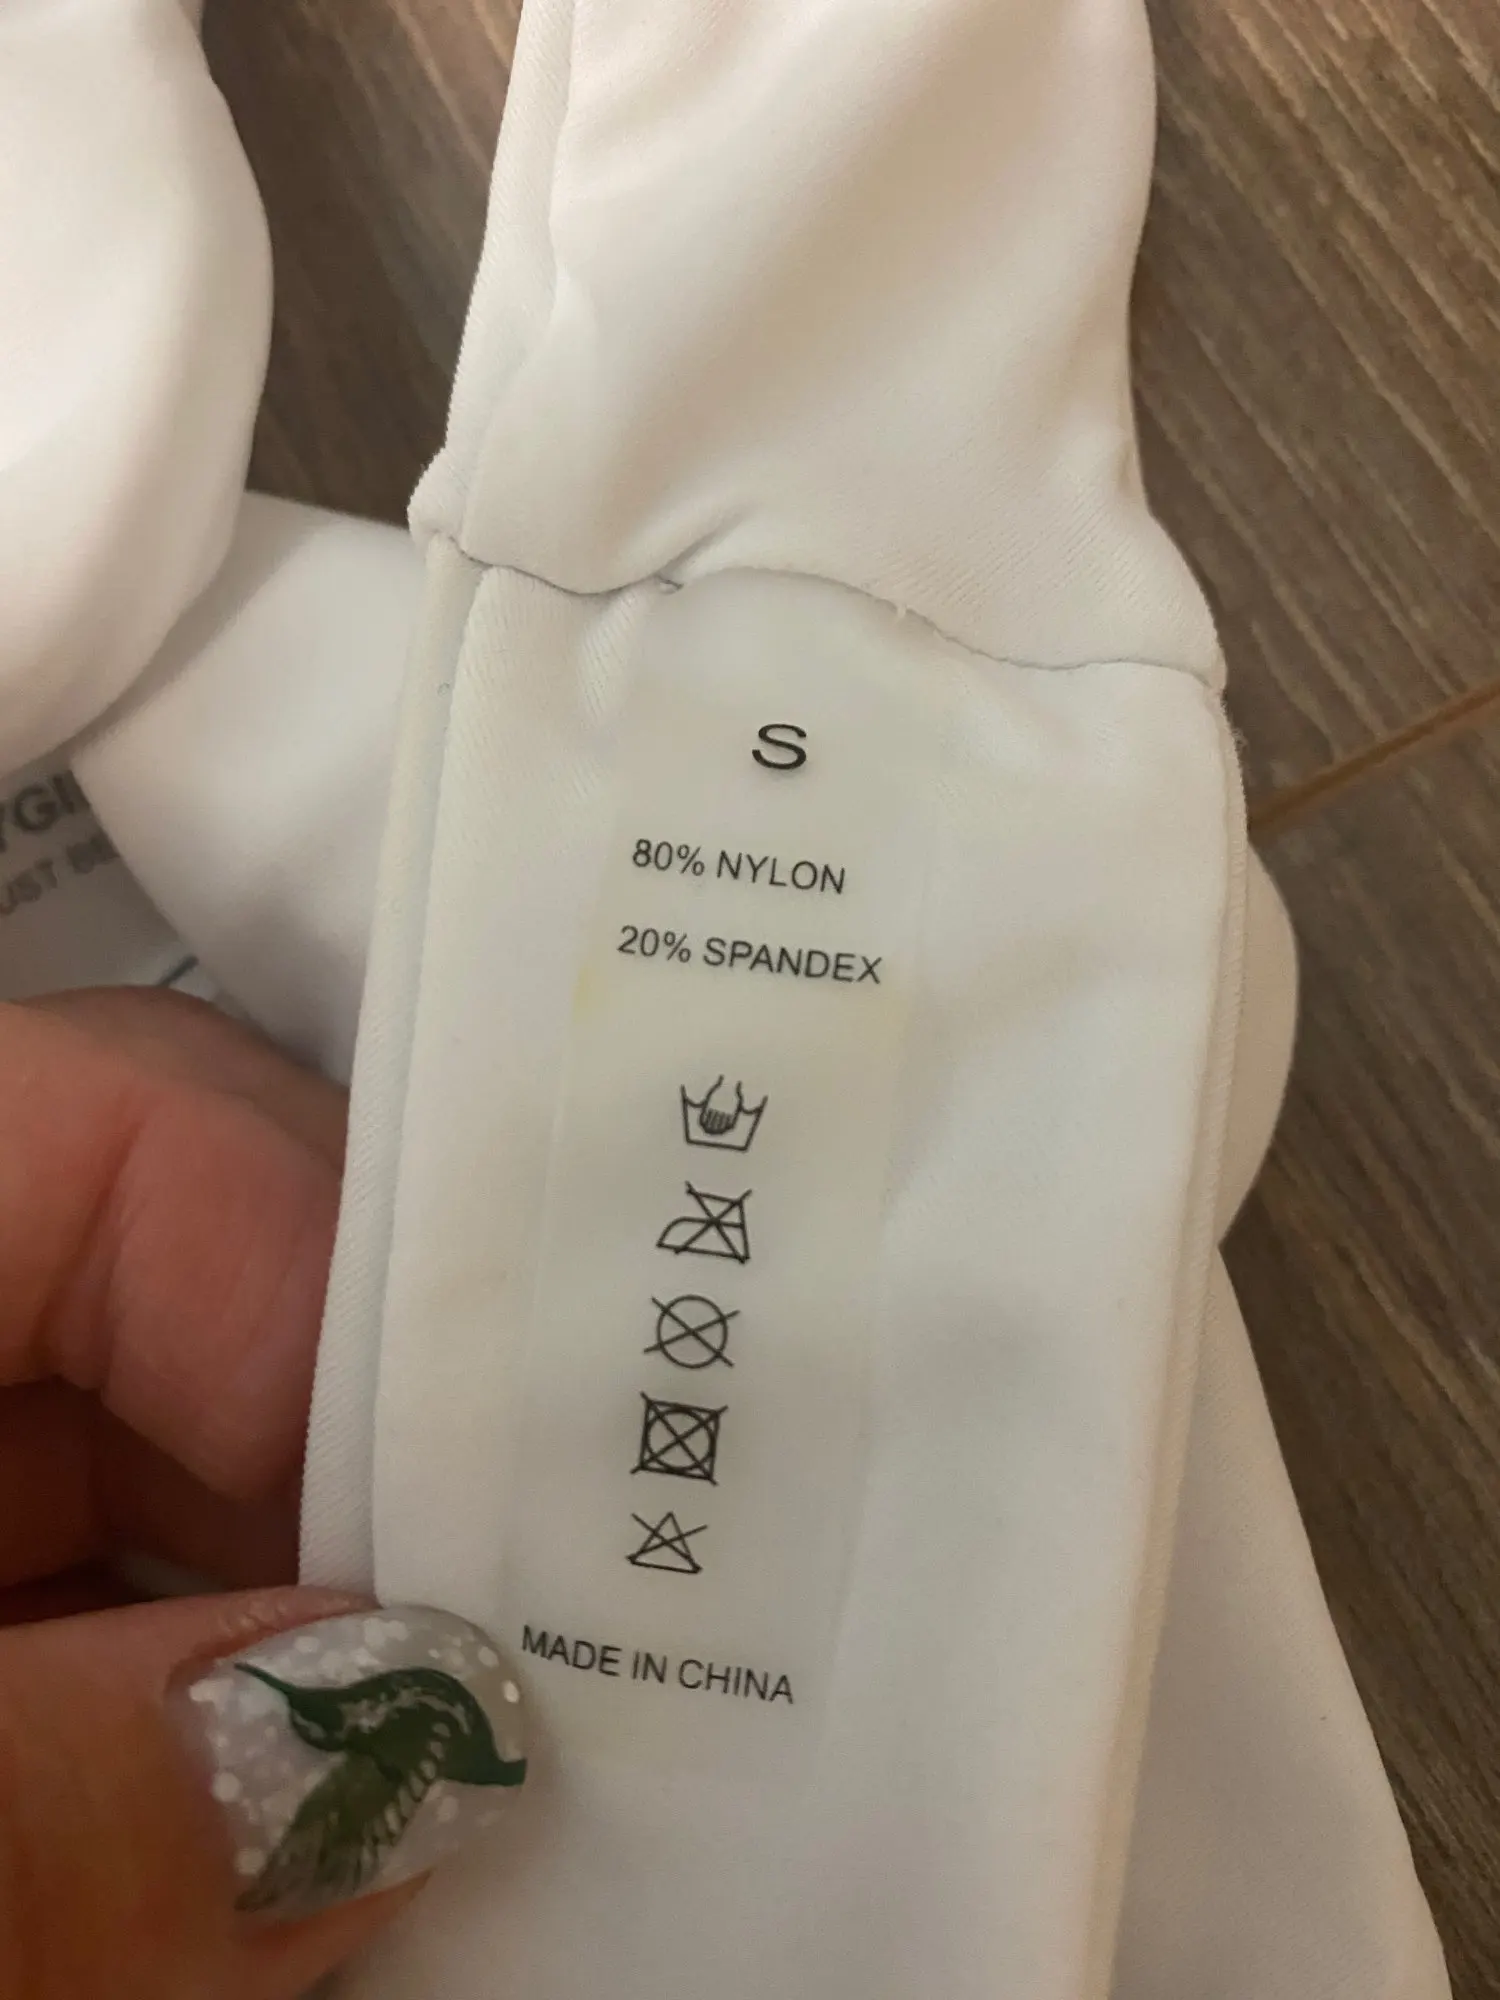 S
80% NYLON
20% SPANDEX
MADE IN CHINA